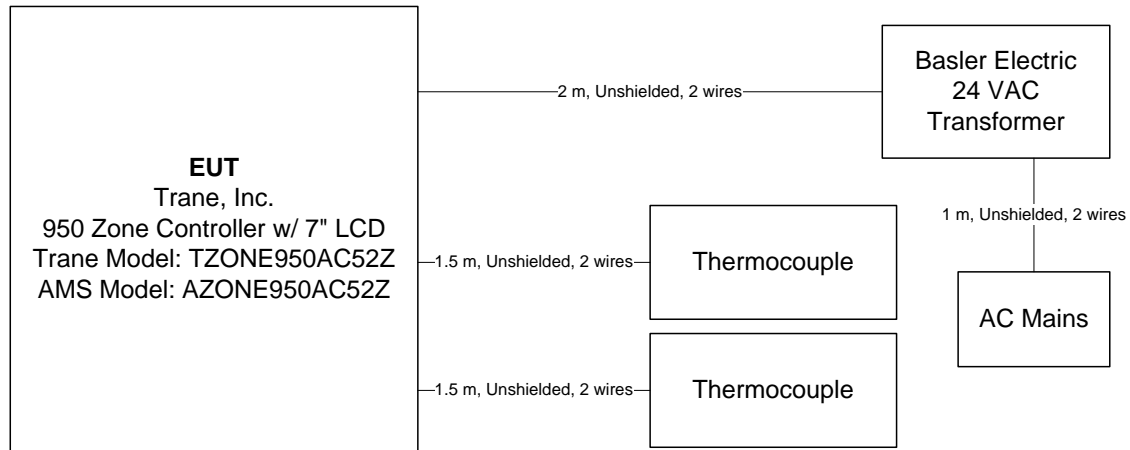 EUT
Trane, Inc.
950 Zone Controller w/ 7" LCD
Trane Model: TZONE950AC52Z
AMS Model: AZONE950AC52Z
2 m, Unshielded, 2 wires
Basler Electric
24 VAC
Transformer
1 m, Unshielded, 2 wires
AC Mains
1.5 m, Unshielded, 2 wires
Thermocouple
1.5 m, Unshielded, 2 wires
Thermocouple